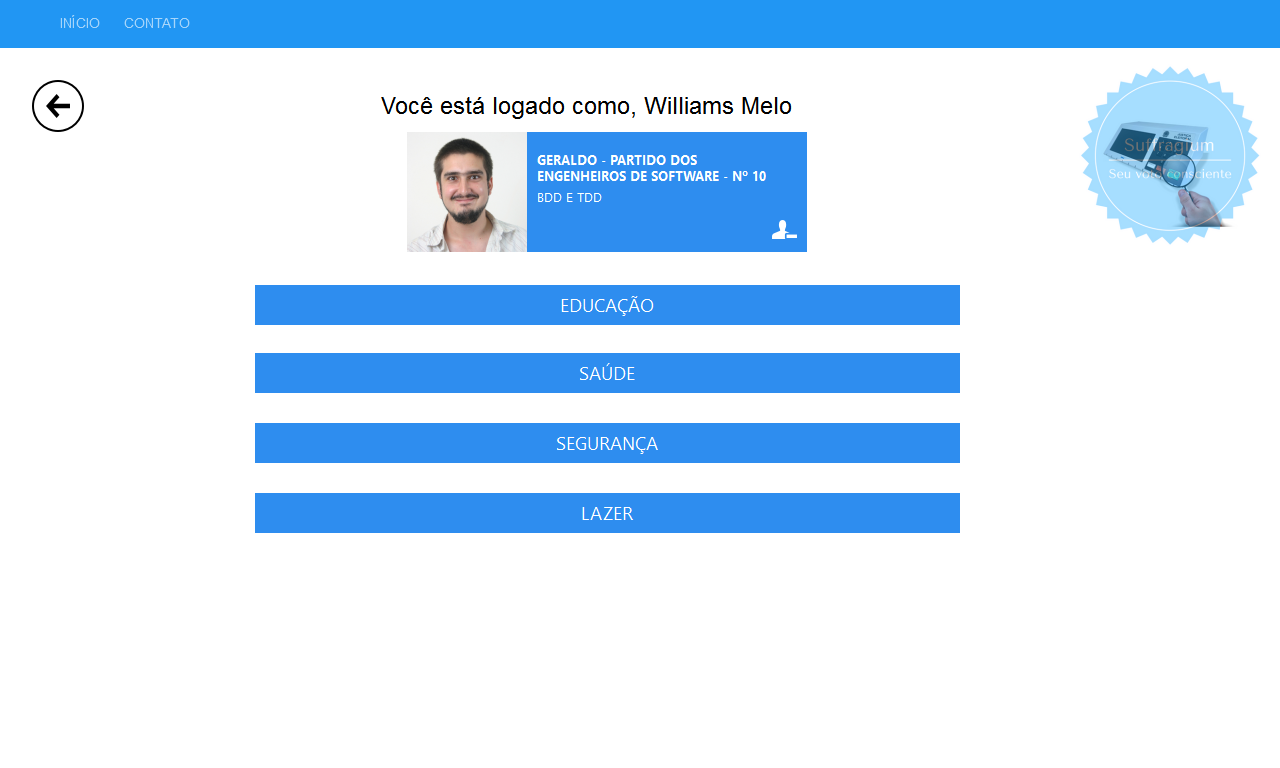 INÍCIO CONTATO
Você está logado como, Williams Melo
Suffragium
Seu voto consciente
GERALDO - PARTIDO DOS
ENGENHEIROS DE SOFTWARE - Nº 10
BDD E TDD
EDUCAÇÃO
SAÚDE
SEGURANÇA
LAZER